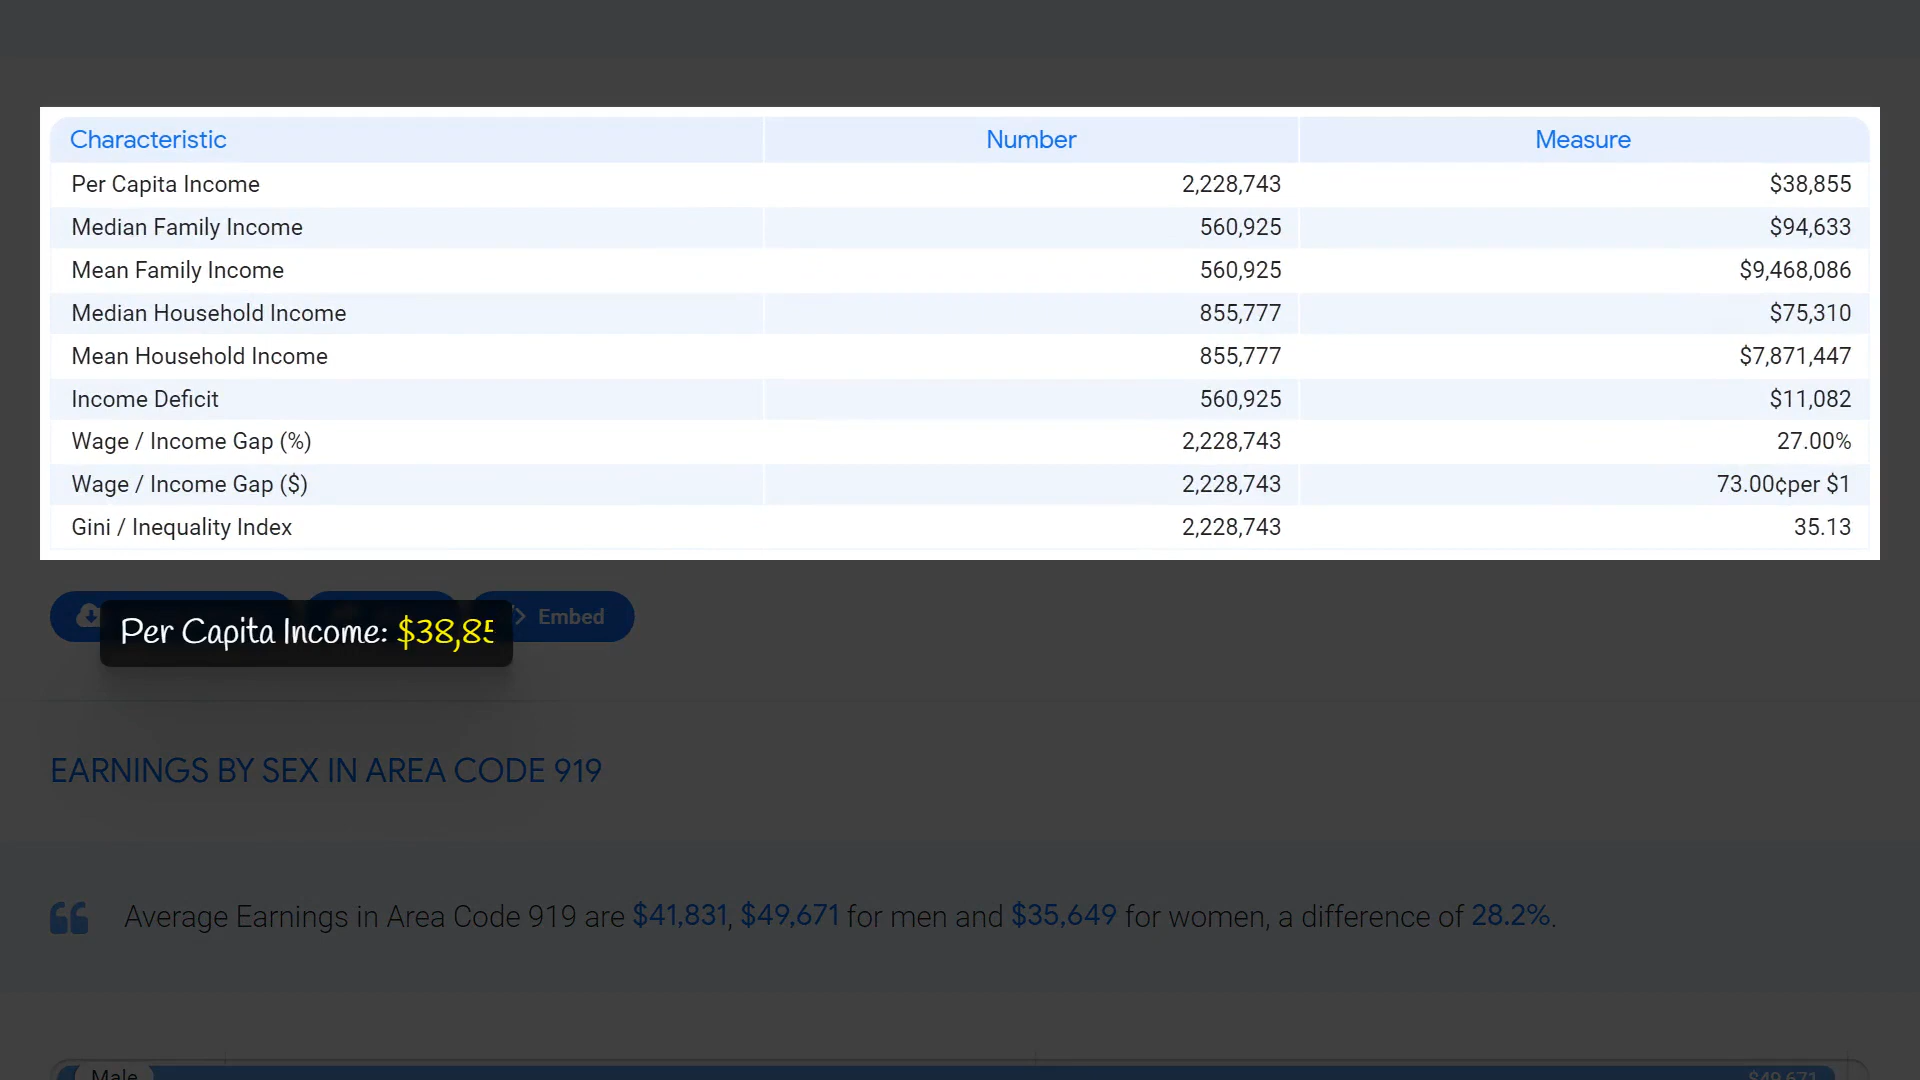 Characteristic Number Measure
Per Capita Income 2,228,743 $38,855
Median Family Income 560,925 $94,633
Mean Family Income 560,925 $9,468,086
Median Household Income 855,777 $75,310
Mean Household Income 855,777 $7,871,447
Income Deficit 560,925 $11,082
Wage / Income Gap (%) 2,228,743 27.00%
Wage / Income Gap ($) 2,228,743 73.00¢per $1
Gini / Inequality Index 2,228,743 35.13
Embed
Per Capita Income: $38,85
EARNINGS BY SEX IN AREA CODE 919
Average Earnings in Area Code 919 are $41,831, $49,671 for men and $35,649 for women, a difference of 28.2%.
Male $49,671